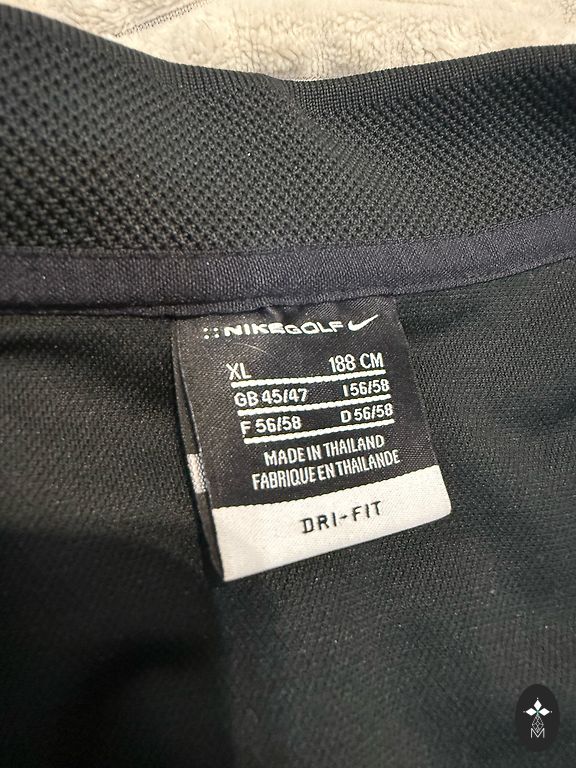 NIKEGOLF
XL 188 CM
GB 45/47 I 56/58
F 56/58 D 56/58
MADE IN THAILAND
FABRIQUE EN THAILANDE
DRI-FIT
M